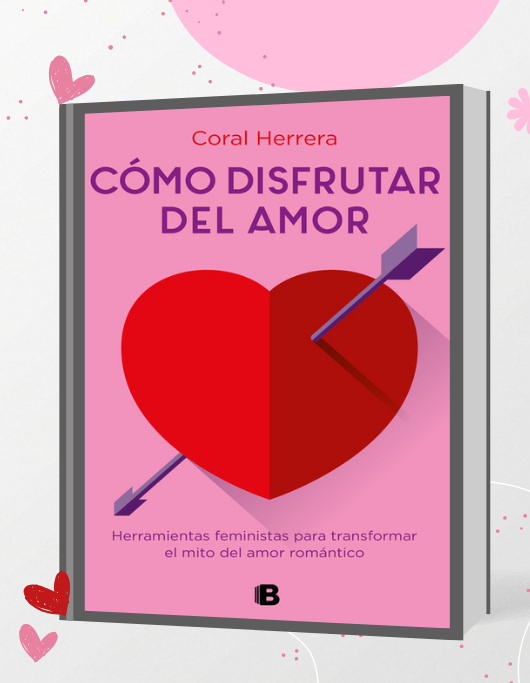 Coral Herrera
CÓMO DISFRUTAR
DEL AMOR
Herramientas feministas para transformar
el mito del amor romántico
B